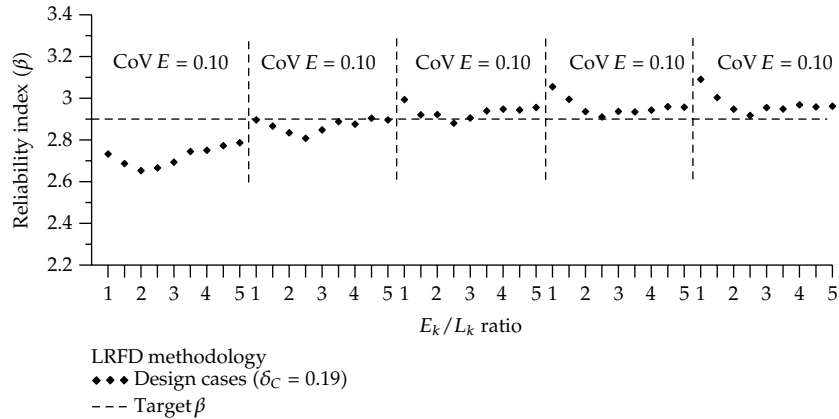 3.4
CoV E = 0.10 CoV E = 0.10 CoV E = 0.10 CoV E = 0.10 CoV E = 0.10
3.2
3
2.8
2.6
2.4
2.2
Reliability index (β)
1 2 3 4 5 1 2 3 4 5 1 2 3 4 5 1 2 3 4 5 1 2 3 4 5
E_k/L_k ratio
LRFD methodology
Design cases (δ_C = 0.19)
Target β